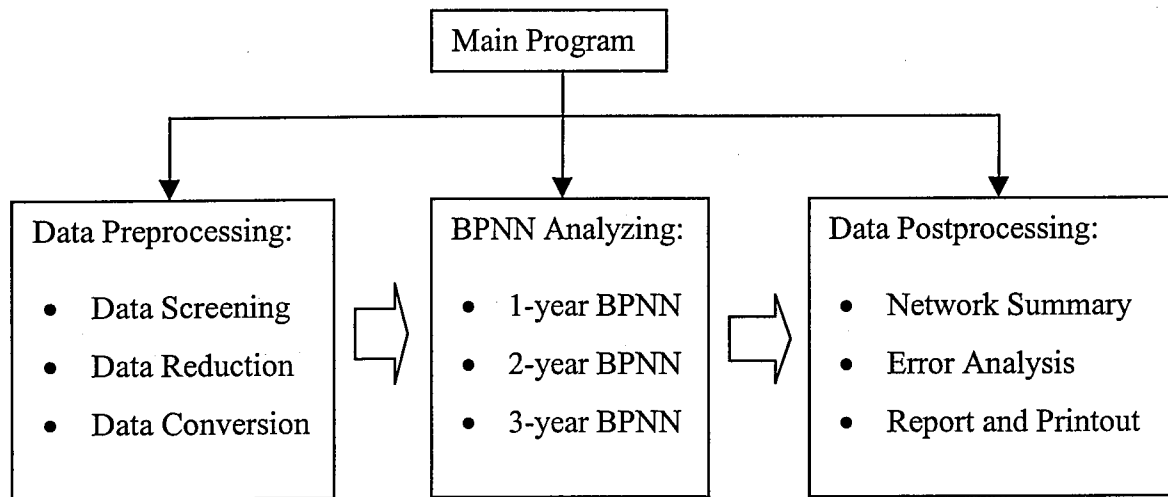 Main Program
Data Preprocessing:
• Data Screening
• Data Reduction
• Data Conversion
BPNN Analyzing:
• 1-year BPNN
• 2-year BPNN
• 3-year BPNN
Data Postprocessing:
• Network Summary
• Error Analysis
• Report and Printout